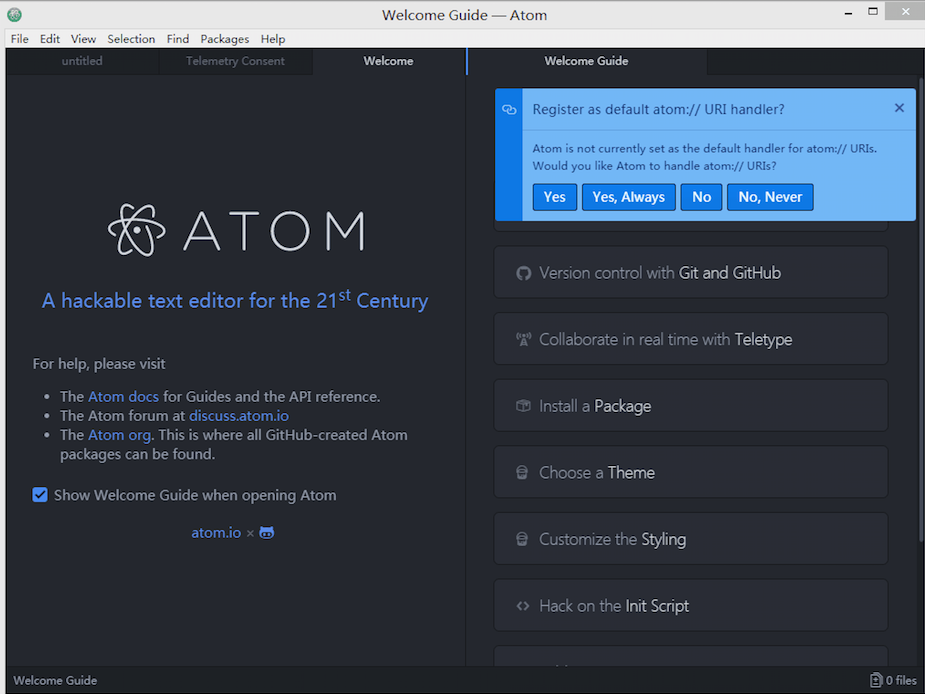 Welcome Guide — Atom
File Edit View Selection Find Packages Help
untitled
Telemetry Consent
Welcome
Welcome Guide
ATOM
A hackable text editor for the 21st Century
For help, please visit
• The Atom docs for Guides and the API reference.
• The Atom forum at discuss.atom.io
• The Atom org. This is where all GitHub-created Atom
packages can be found.
Show Welcome Guide when opening Atom
atom.io ×
Register as default atom:// URI handler?
Atom is not currently set as the default handler for atom:// URIs.
Would you like Atom to handle atom:// URIs?
Yes
Yes, Always
No
No, Never
Version control with Git and GitHub
Collaborate in real time with Teletype
Install a Package
Choose a Theme
Customize the Styling
Hack on the Init Script
Welcome Guide
0 files